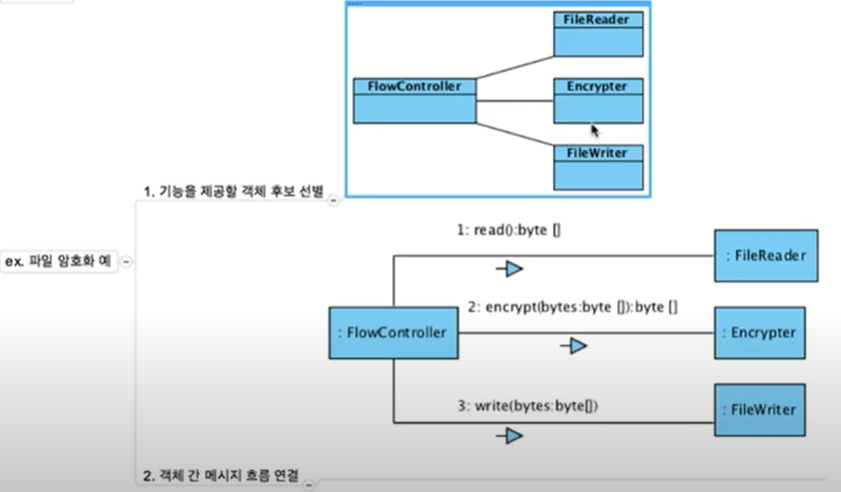 FileReader
FlowController
Encrypter
FileWriter
1. 기능을 제공할 객체 후보 선별
1: read():byte []
: FileReader
ex. 파일 암호화 예
2: encrypt(bytes:byte []):byte []
: FlowController
: Encrypter
3: write(bytes:byte[])
: FileWriter
2. 객체 간 메시지 흐름 연결